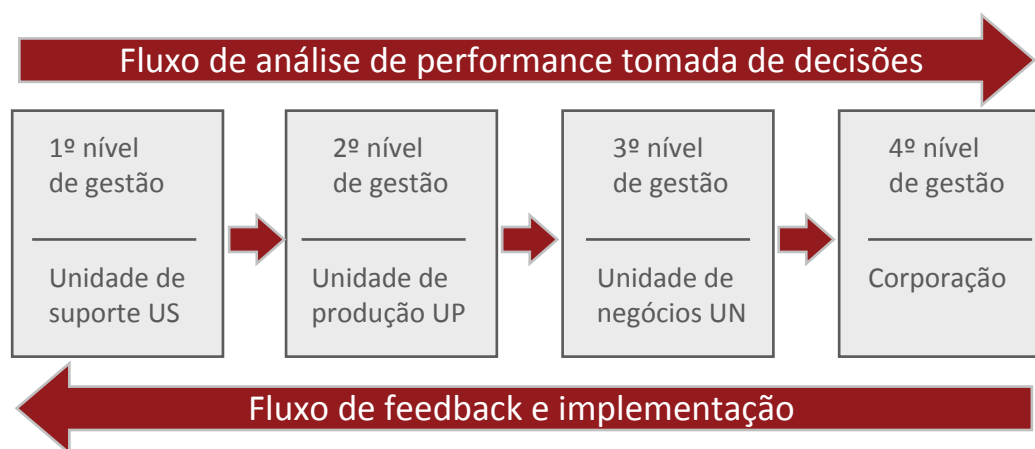 Fluxo de análise de performance tomada de decisões
1º nível
de gestão
Unidade de
suporte US
2º nível
de gestão
Unidade de
produção UP
3º nível
de gestão
Unidade de
negócios UN
4º nível
de gestão
Corporação
Fluxo de feedback e implementação